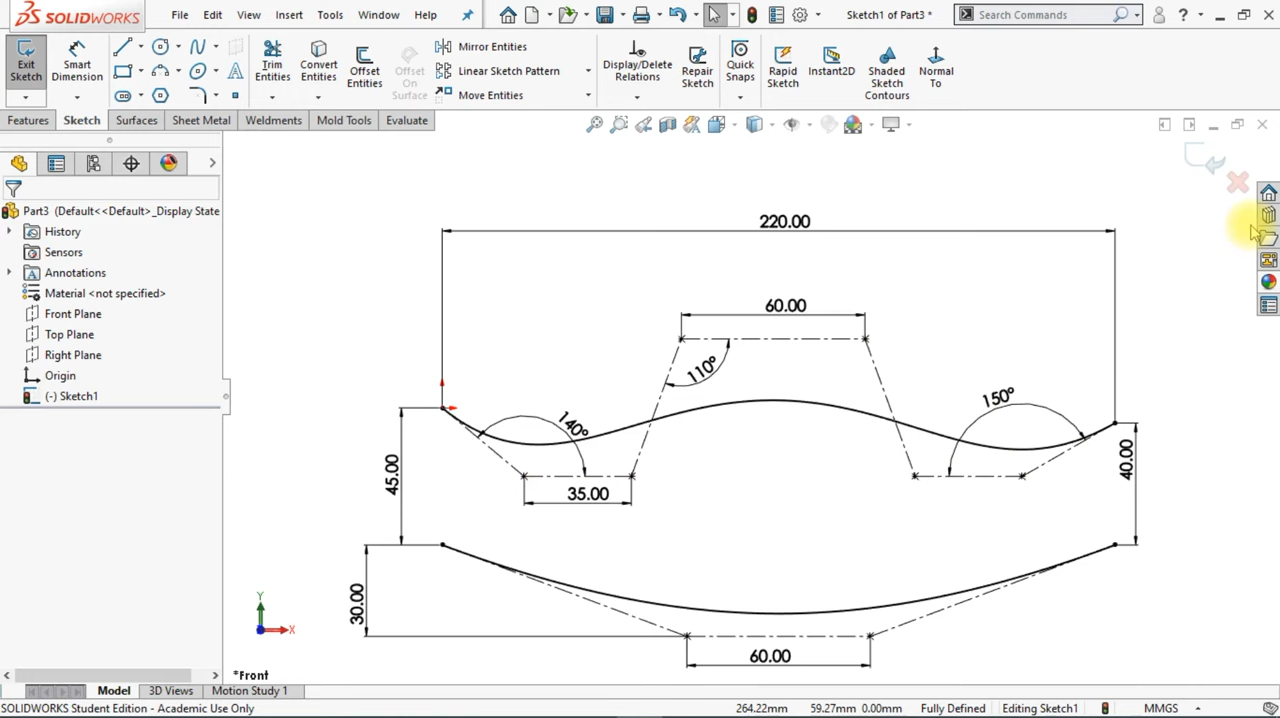 SOLIDWORKS File Edit View Insert Tools Window Help Sketch1 of Part3 * Search Commands ?
Exit Sketch Smart Dimension Trim Entities Convert Entities Offset Entities Offset On Surface Mirror Entities Linear Sketch Pattern Move Entities Display/Delete Relations Repair Sketch Quick Snaps Rapid Sketch Instant2D Shaded Sketch Contours Normal To
Features Sketch Surfaces Sheet Metal Weldments Mold Tools Evaluate
Part3 (Default<<Default>_Display State
History
Sensors
Annotations
Material <not specified>
Front Plane
Top Plane
Right Plane
Origin
(-) Sketch1
220.00
60.00
110°
150°
140°
45.00
40.00
35.00
30.00
60.00
Y
X
*Front
Model 3D Views Motion Study 1
SOLIDWORKS Student Edition - Academic Use Only 264.22mm 59.27mm 0.00mm Fully Defined Editing Sketch1 MMGS